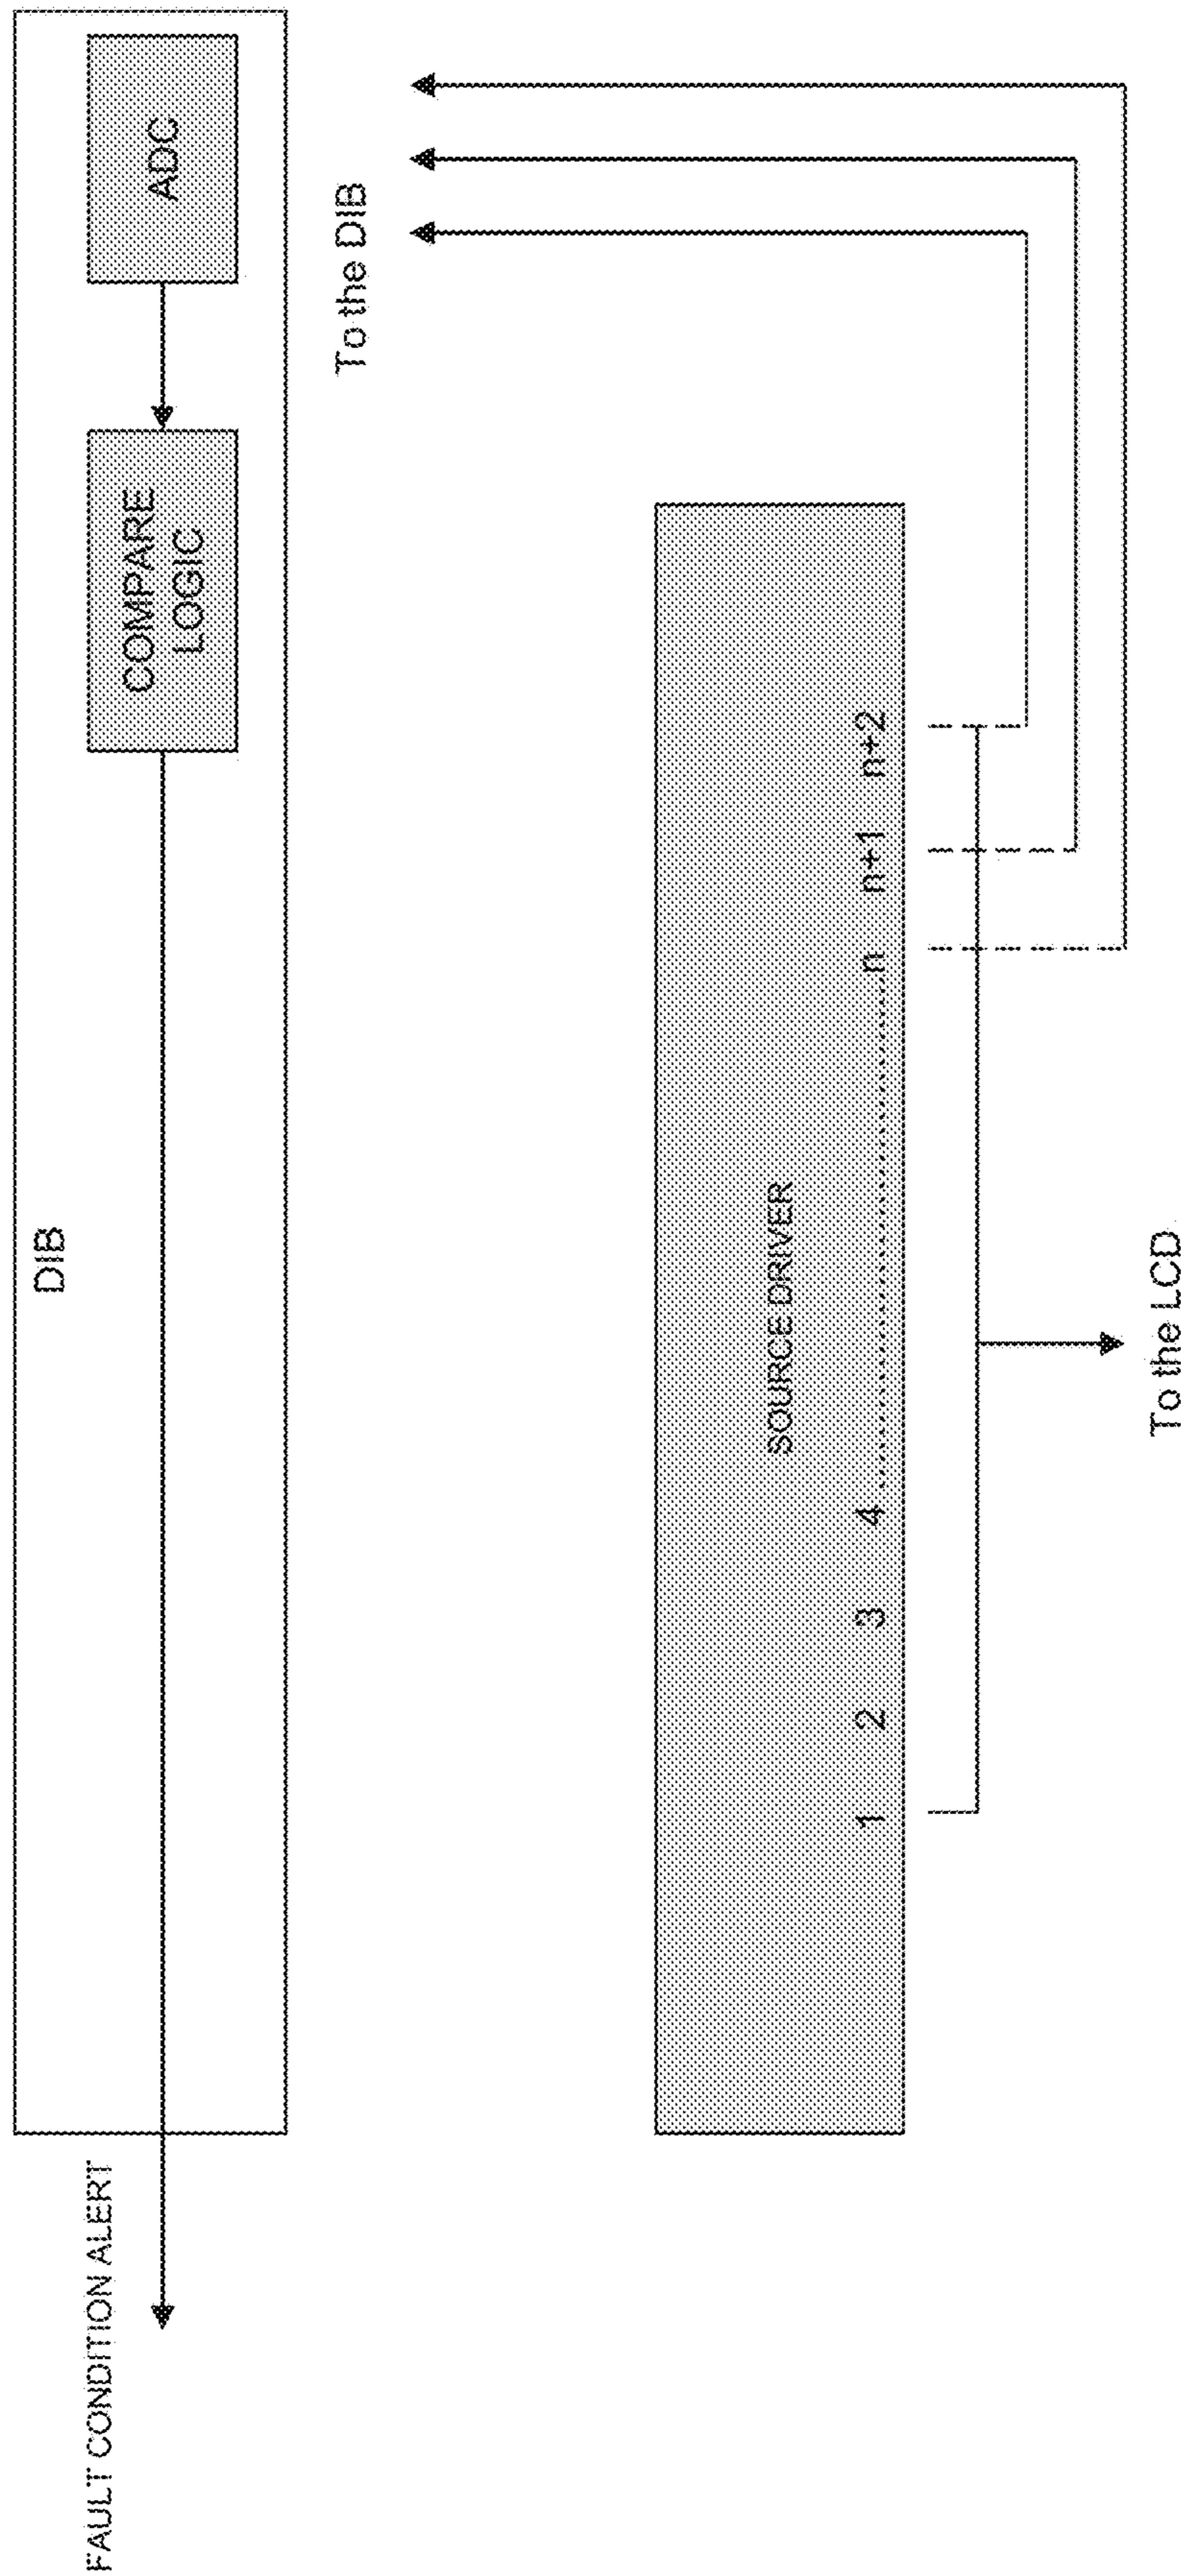 DIB
FAULT CONDITION ALERT
COMPARE
LOGIC
ADC
To the DIB
SOURCE DRIVER
1 2 3 4 n n+1 n+2
To the LCD